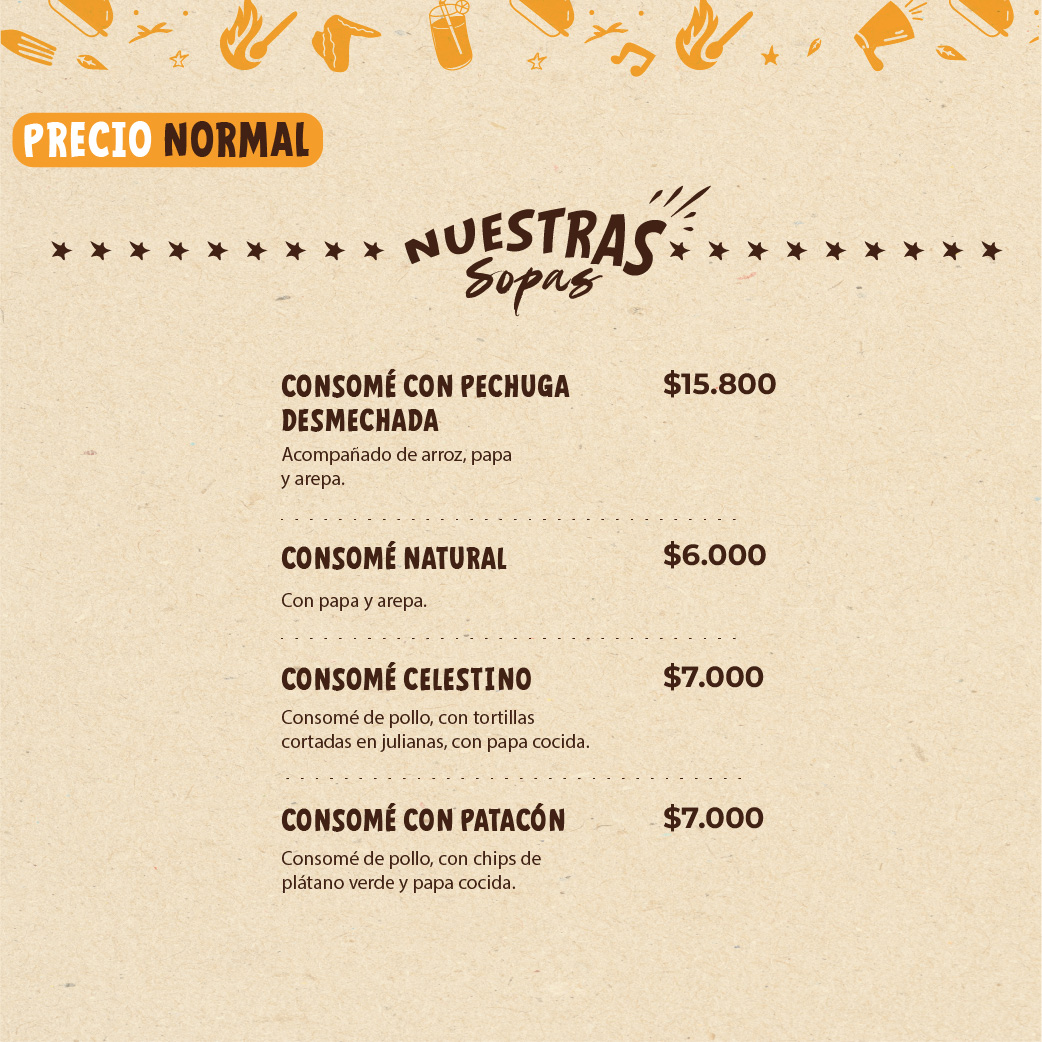 PRECIO NORMAL
NUESTRAS
Sopas
CONSOMÉ CON PECHUGA $15.800
DESMECHADA
Acompañado de arroz, papa
y arepa.
CONSOMÉ NATURAL $6.000
Con papa y arepa.
CONSOMÉ CELESTINO $7.000
Consomé de pollo, con tortillas
cortadas en julianas, con papa cocida.
CONSOMÉ CON PATACÓN $7.000
Consomé de pollo, con chips de
plátano verde y papa cocida.